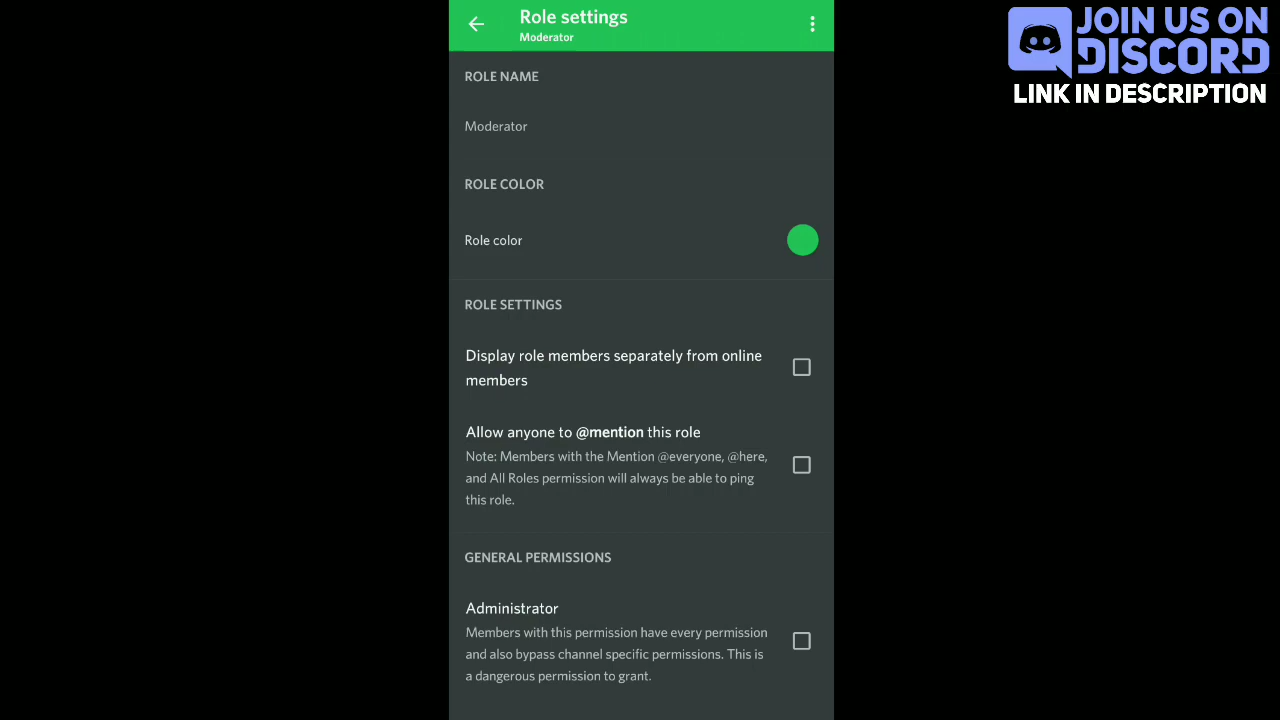 Role settings
Moderator
ROLE NAME
Moderator
ROLE COLOR
Role color
ROLE SETTINGS
Display role members separately from online
members
Allow anyone to @mention this role
Note: Members with the Mention @everyone, @here,
and All Roles permission will always be able to ping
this role.
GENERAL PERMISSIONS
Administrator
Members with this permission have every permission
and also bypass channel specific permissions. This is
a dangerous permission to grant.
JOIN US ON
DISCORD
LINK IN DESCRIPTION